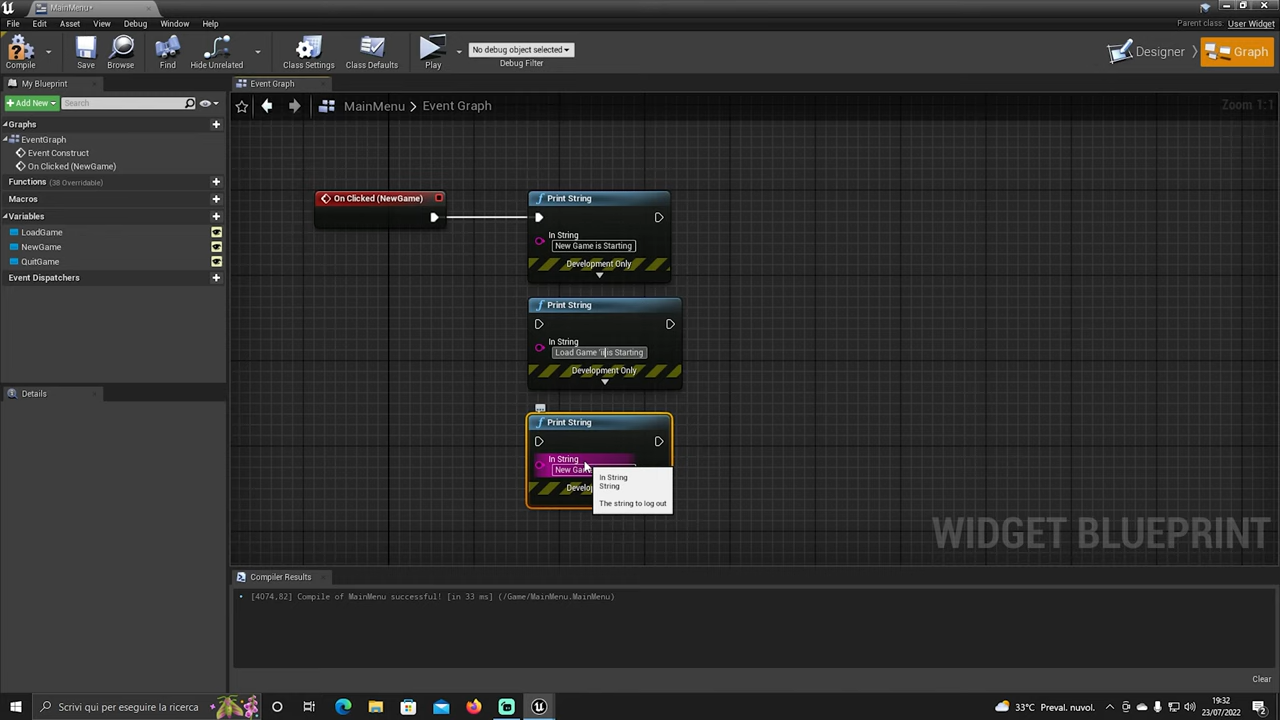 MainMenu*
File Edit Asset View Debug Window Help
Parent class: User Widget
Compile
Save
Browse
Find
Hide Unrelated
Class Settings
Class Defaults
Play
No debug object selected
Debug Filter
Designer
Graph
My Blueprint
Event Graph
Add New
Search
MainMenu > Event Graph
Zoom 1:1
Graphs
EventGraph
Event Construct
On Clicked (NewGame)
Functions (38 Overridable)
Macros
Variables
LoadGame
NewGame
QuitGame
Event Dispatchers
Details
On Clicked (NewGame)
Print String
In String
New Game is Starting
Development Only
Print String
In String
Load Game 'iis Starting
Development Only
Print String
In String
In String
String
The string to log out
WIDGET BLUEPRINT
Compiler Results
[4074,82] Compile of MainMenu successful! [in 33 ms] (/Game/MainMenu.MainMenu)
Clear
Scrivi qui per eseguire la ricerca
33°C Preval. nuvol.
19:32
23/07/2022
2